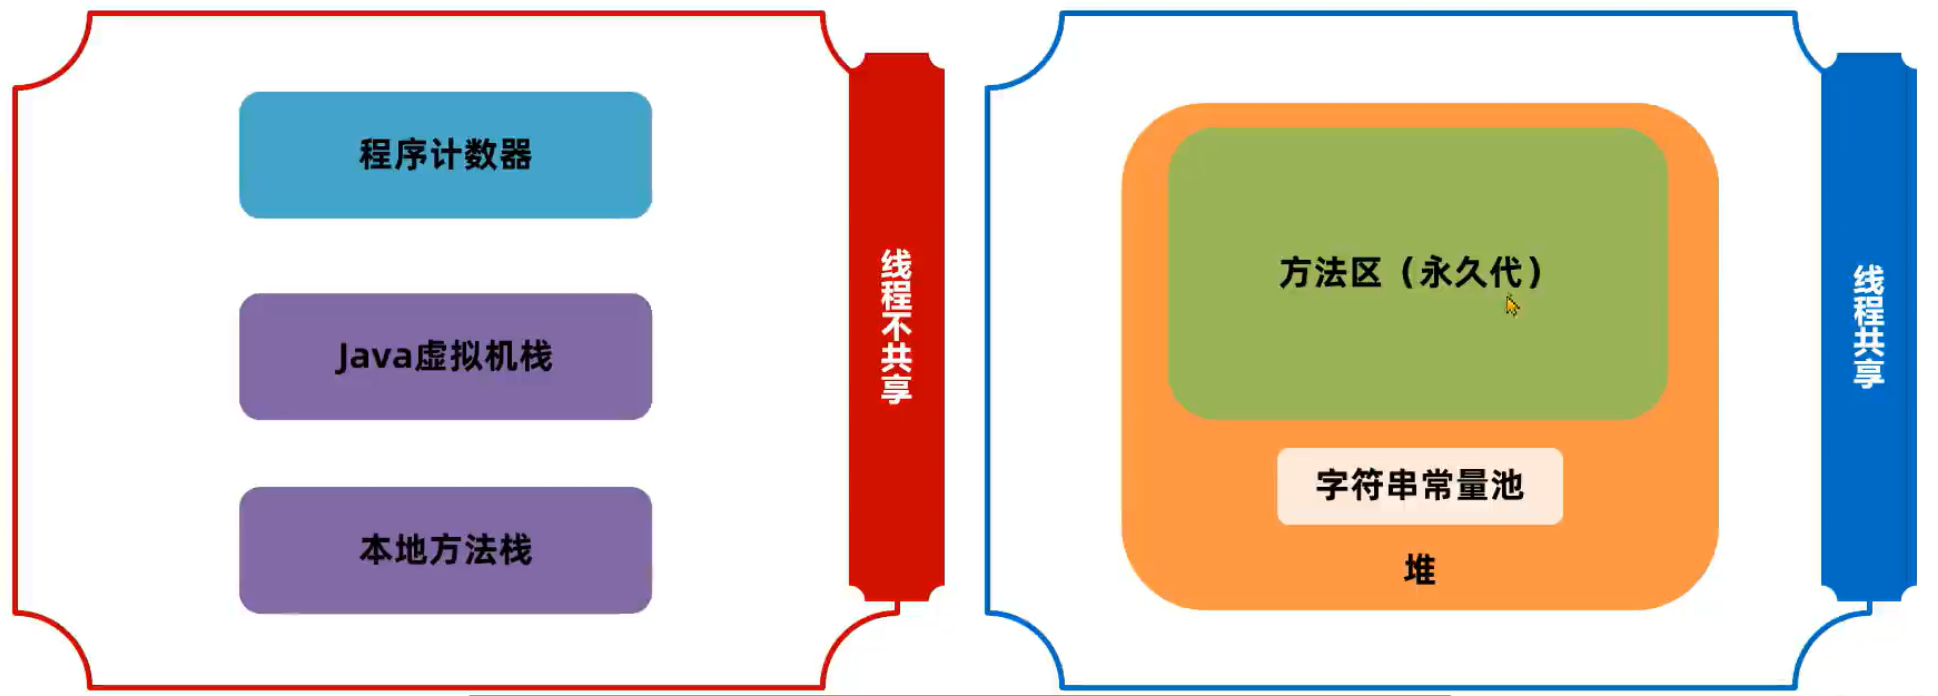 程序计数器
Java虚拟机栈
本地方法栈
线程不共享
方法区（永久代）
字符串常量池
堆
线程共享